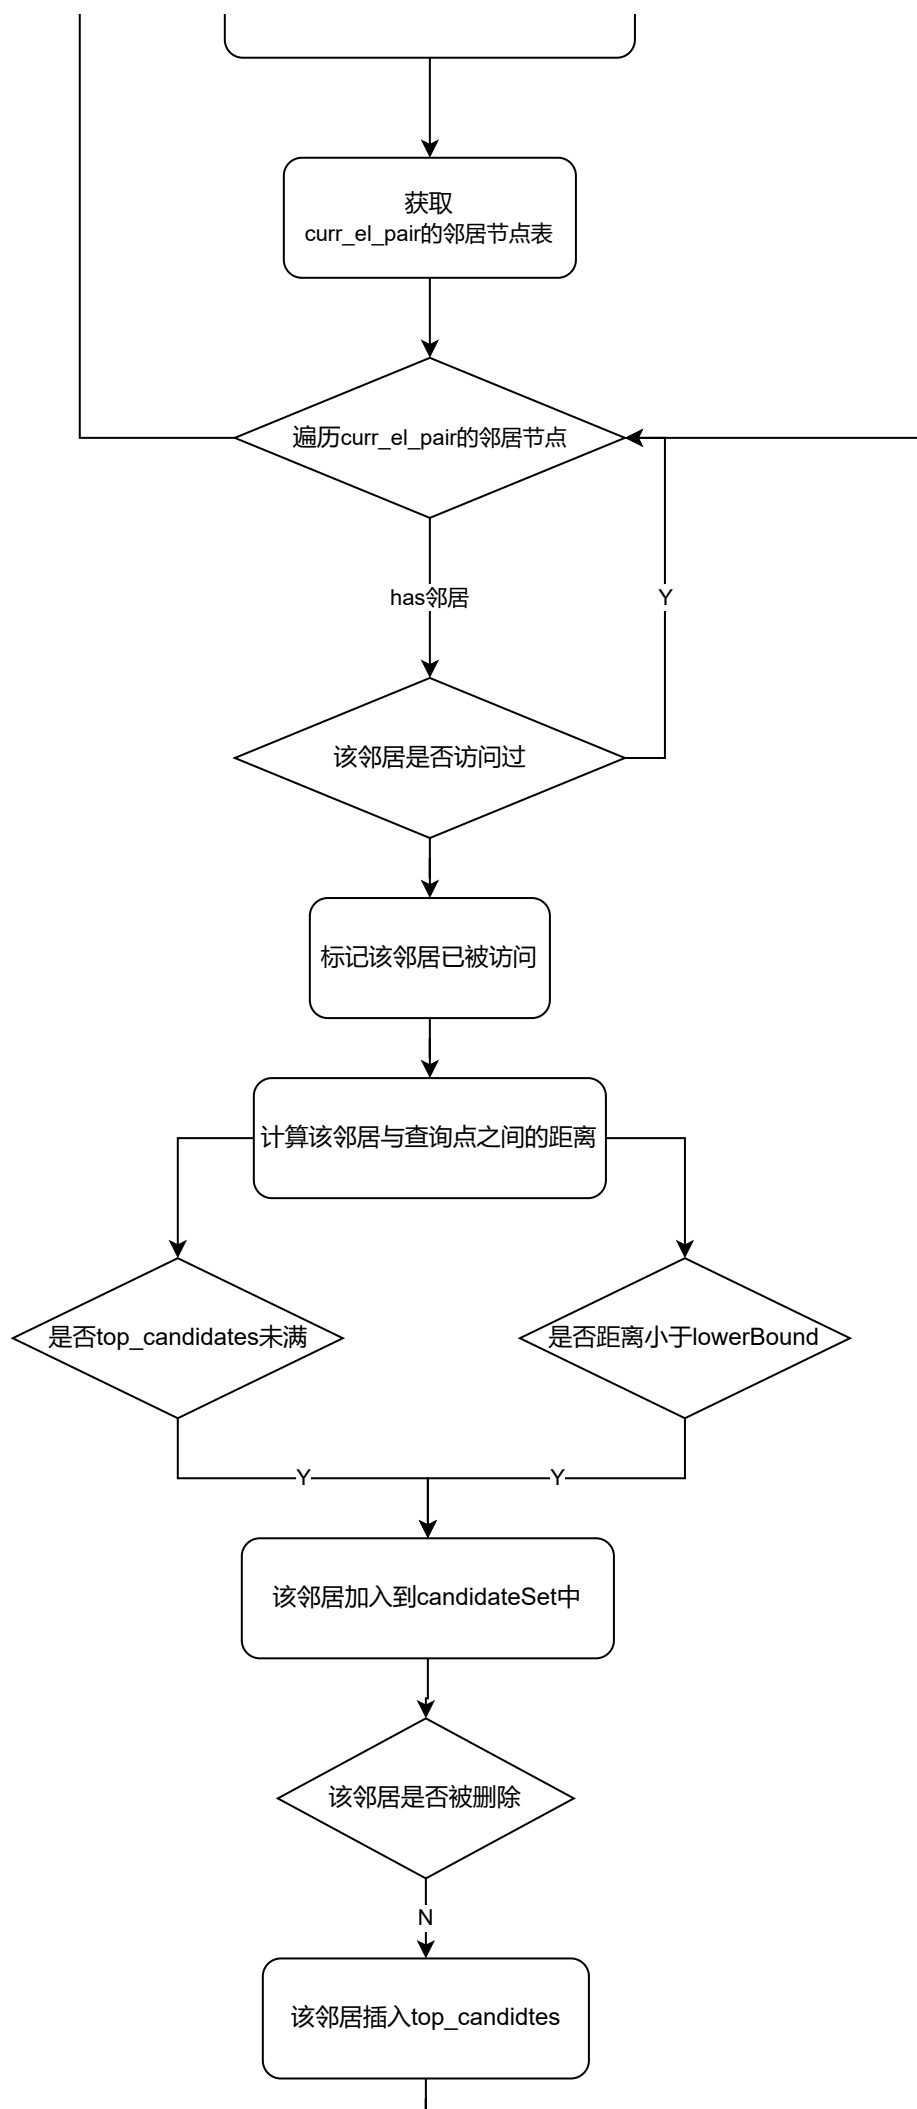 获取
curr_el_pair的邻居节点表
遍历curr_el_pair的邻居节点
has邻居
Y
该邻居是否访问过
标记该邻居已被访问
计算该邻居与查询点之间的距离
是否top_candidates未满
是否距离小于lowerBound
Y
Y
该邻居加入到candidateSet中
该邻居是否被删除
N
该邻居插入top_candidtes